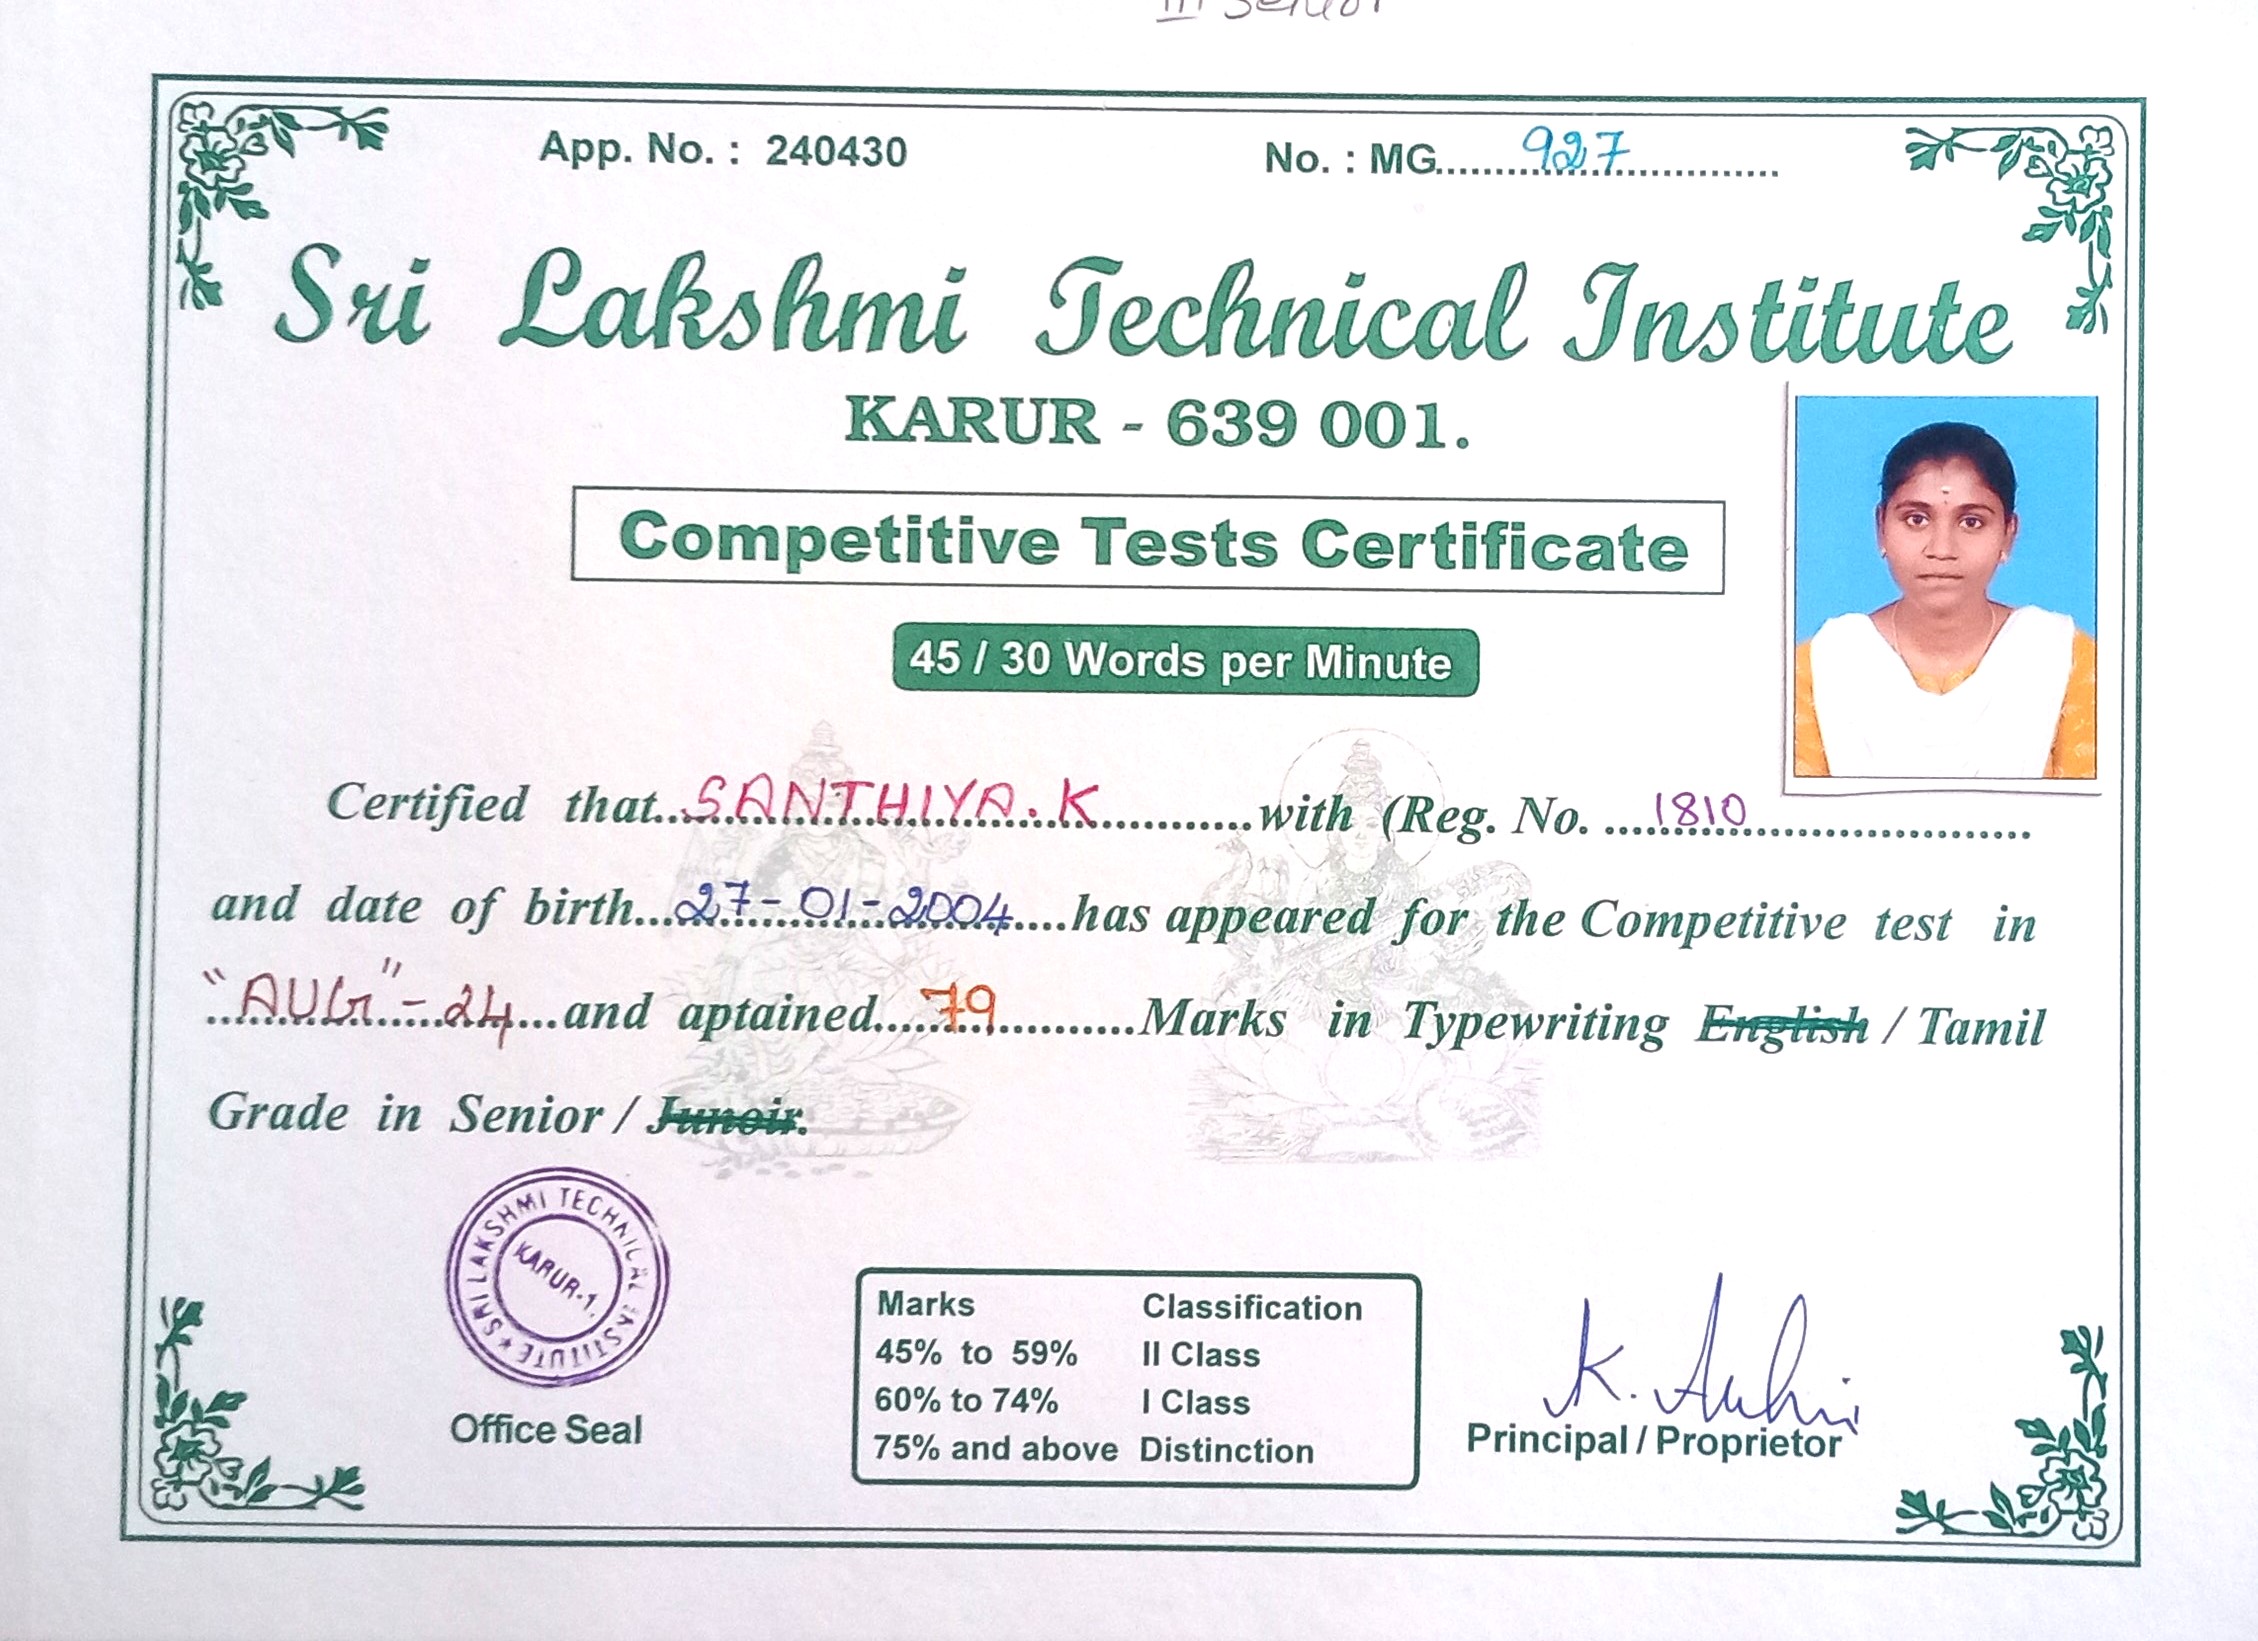 III Senior
App. No. : 240430 No. : MG.......927.......
Sri Lakshmi Technical Institute
KARUR - 639 001.
Competitive Tests Certificate
45 / 30 Words per Minute
Certified that...SANTHIYA.K...........with (Reg. No. ....1810.......................
and date of birth...27-01-2004....has appeared for the Competitive test in
"AUG"-24...and aptained.....79...........Marks in Typewriting English / Tamil
Grade in Senior / Junoir.
SRI LAKSHMI TECHNICAL INSTITUTE ★
KARUR-1.
Office Seal
Marks Classification
45% to 59% II Class
60% to 74% I Class
75% and above Distinction
Principal / Proprietor